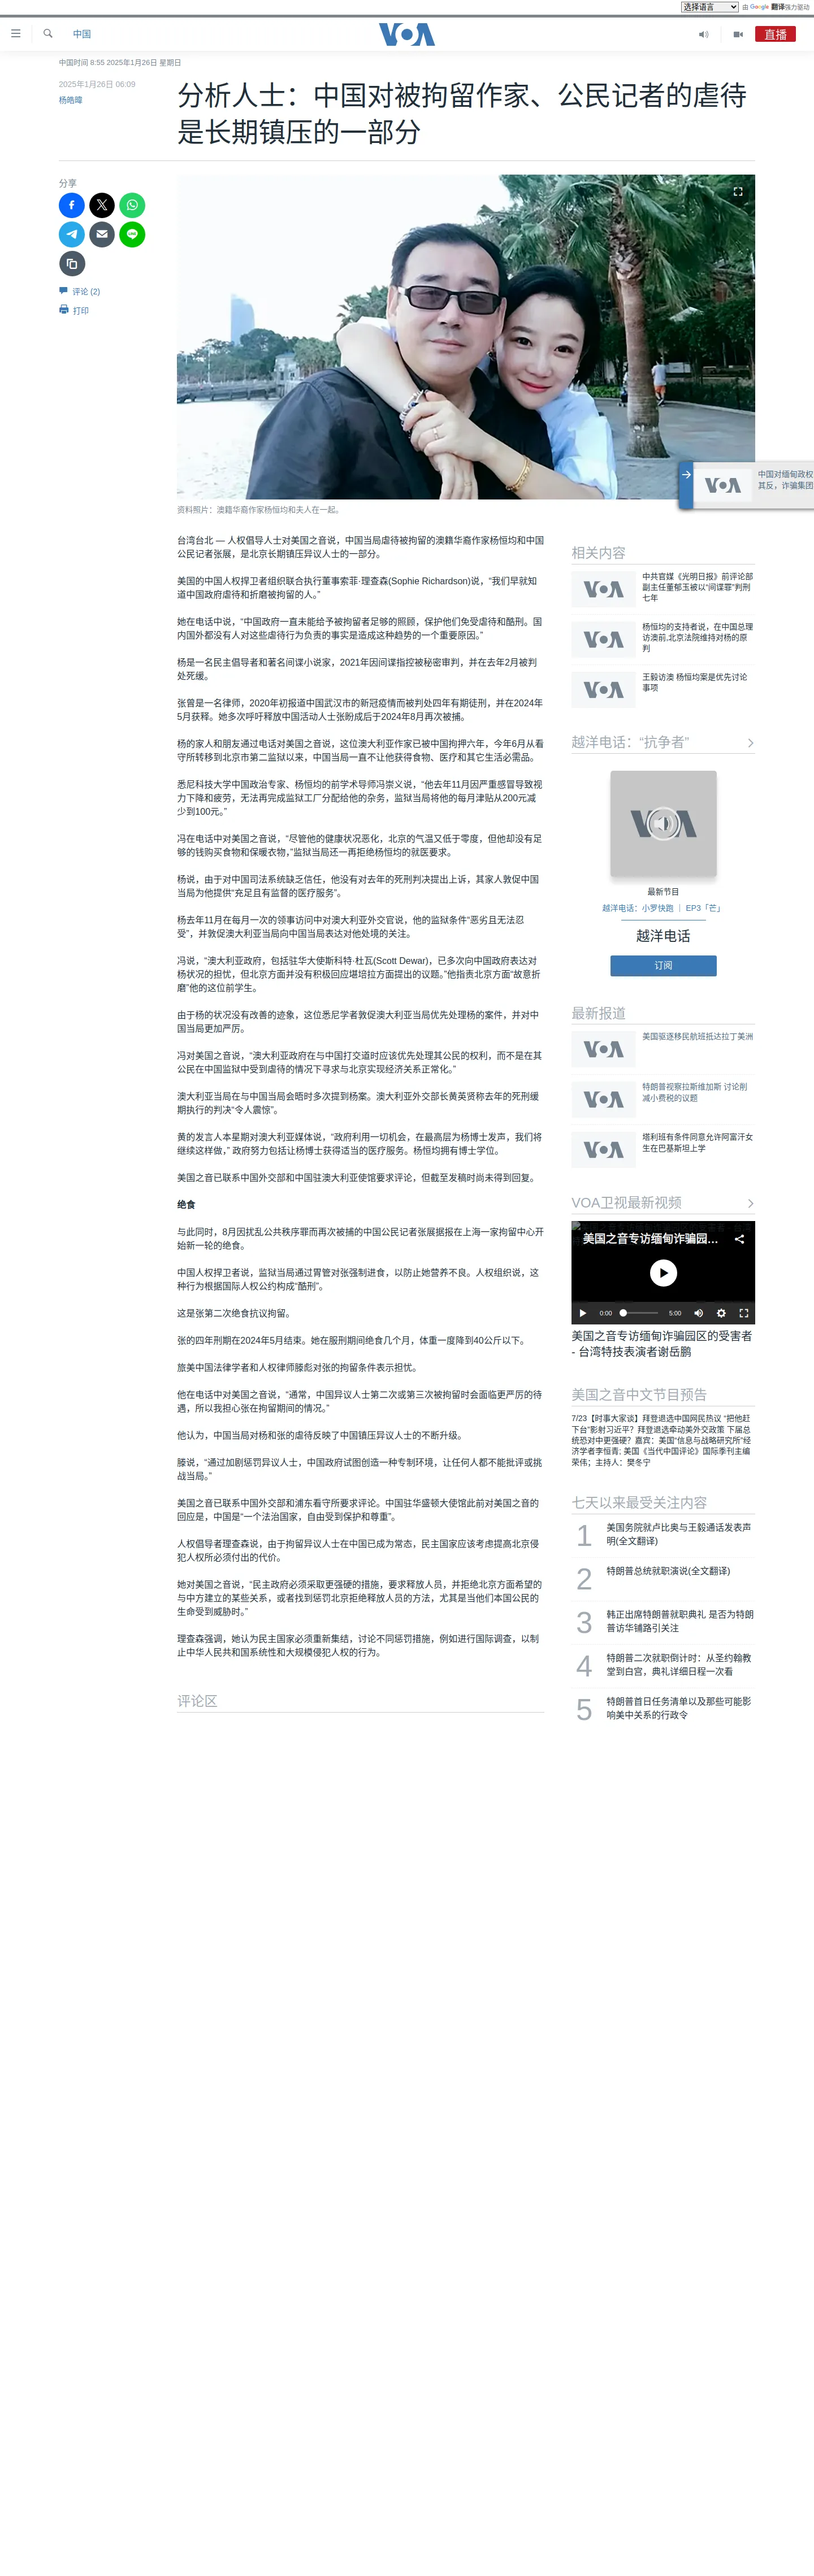 选择语言
由 Google 翻译强力驱动
中国
VOA
直播
中国时间 8:55 2025年1月26日 星期日
2025年1月26日 06:09
杨皓暐
分析人士：中国对被拘留作家、公民记者的虐待
是长期镇压的一部分
分享
评论 (2)
打印
资料照片：澳籍华裔作家杨恒均和夫人在一起。
VOA
中国对缅甸政权
其反，诈骗集团
台湾台北 — 人权倡导人士对美国之音说，中国当局虐待被拘留的澳籍华裔作家杨恒均和中国
公民记者张展，是北京长期镇压异议人士的一部分。
美国的中国人权捍卫者组织联合执行董事索菲·理查森(Sophie Richardson)说，“我们早就知
道中国政府虐待和折磨被拘留的人。”
她在电话中说，“中国政府一直未能给予被拘留者足够的照顾，保护他们免受虐待和酷刑。国
内国外都没有人对这些虐待行为负责的事实是造成这种趋势的一个重要原因。”
杨是一名民主倡导者和著名间谍小说家，2021年因间谍指控被秘密审判，并在去年2月被判
处死缓。
张曾是一名律师，2020年初报道中国武汉市的新冠疫情而被判处四年有期徒刑，并在2024年
5月获释。她多次呼吁释放中国活动人士张盼成后于2024年8月再次被捕。
杨的家人和朋友通过电话对美国之音说，这位澳大利亚作家已被中国拘押六年，今年6月从看
守所转移到北京市第二监狱以来，中国当局一直不让他获得食物、医疗和其它生活必需品。
悉尼科技大学中国政治专家、杨恒均的前学术导师冯崇义说，“他去年11月因严重感冒导致视
力下降和疲劳，无法再完成监狱工厂分配给他的杂务，监狱当局将他的每月津贴从200元减
少到100元。”
冯在电话中对美国之音说，“尽管他的健康状况恶化，北京的气温又低于零度，但他却没有足
够的钱购买食物和保暖衣物，”监狱当局还一再拒绝杨恒均的就医要求。
杨说，由于对中国司法系统缺乏信任，他没有对去年的死刑判决提出上诉，其家人敦促中国
当局为他提供“充足且有监督的医疗服务”。
杨去年11月在每月一次的领事访问中对澳大利亚外交官说，他的监狱条件“恶劣且无法忍
受”，并敦促澳大利亚当局向中国当局表达对他处境的关注。
冯说，“澳大利亚政府，包括驻华大使斯科特·杜瓦(Scott Dewar)，已多次向中国政府表达对
杨状况的担忧，但北京方面并没有积极回应堪培拉方面提出的议题。”他指责北京方面“故意折
磨”他的这位前学生。
由于杨的状况没有改善的迹象，这位悉尼学者敦促澳大利亚当局优先处理杨的案件，并对中
国当局更加严厉。
冯对美国之音说，“澳大利亚政府在与中国打交道时应该优先处理其公民的权利，而不是在其
公民在中国监狱中受到虐待的情况下寻求与北京实现经济关系正常化。”
澳大利亚当局在与中国当局会晤时多次提到杨案。澳大利亚外交部长黄英贤称去年的死刑缓
期执行的判决“令人震惊”。
黄的发言人本星期对澳大利亚媒体说，“政府利用一切机会，在最高层为杨博士发声，我们将
继续这样做，” 政府努力包括让杨博士获得适当的医疗服务。杨恒均拥有博士学位。
美国之音已联系中国外交部和中国驻澳大利亚使馆要求评论，但截至发稿时尚未得到回复。
绝食
与此同时，8月因扰乱公共秩序罪而再次被捕的中国公民记者张展据报在上海一家拘留中心开
始新一轮的绝食。
中国人权捍卫者说，监狱当局通过胃管对张强制进食，以防止她营养不良。人权组织说，这
种行为根据国际人权公约构成“酷刑”。
这是张第二次绝食抗议拘留。
张的四年刑期在2024年5月结束。她在服刑期间绝食几个月，体重一度降到40公斤以下。
旅美中国法律学者和人权律师滕彪对张的拘留条件表示担忧。
他在电话中对美国之音说，“通常，中国异议人士第二次或第三次被拘留时会面临更严厉的待
遇，所以我担心张在拘留期间的情况。”
他认为，中国当局对杨和张的虐待反映了中国镇压异议人士的不断升级。
滕说，“通过加剧惩罚异议人士，中国政府试图创造一种专制环境，让任何人都不能批评或挑
战当局。”
美国之音已联系中国外交部和浦东看守所要求评论。中国驻华盛顿大使馆此前对美国之音的
回应是，中国是“一个法治国家，自由受到保护和尊重”。
人权倡导者理查森说，由于拘留异议人士在中国已成为常态，民主国家应该考虑提高北京侵
犯人权所必须付出的代价。
她对美国之音说，“民主政府必须采取更强硬的措施，要求释放人员，并拒绝北京方面希望的
与中方建立的某些关系，或者找到惩罚北京拒绝释放人员的方法，尤其是当他们本国公民的
生命受到威胁时。”
理查森强调，她认为民主国家必须重新集结，讨论不同惩罚措施，例如进行国际调查，以制
止中华人民共和国系统性和大规模侵犯人权的行为。
评论区
相关内容
VOA
中共官媒《光明日报》前评论部
副主任董郁玉被以“间谍罪”判刑
七年
VOA
杨恒均的支持者说，在中国总理
访澳前,北京法院维持对杨的原
判
VOA
王毅访澳 杨恒均案是优先讨论
事项
越洋电话：“抗争者”
VOA
最新节目
越洋电话：小罗快跑 ｜ EP3「芒」
越洋电话
订阅
最新报道
VOA
美国驱逐移民航班抵达拉丁美洲
VOA
特朗普视察拉斯维加斯 讨论削
减小费税的议题
VOA
塔利班有条件同意允许阿富汗女
生在巴基斯坦上学
VOA卫视最新视频
美国之音专访缅甸诈骗园…
0:00
5:00
美国之音专访缅甸诈骗园区的受害者
- 台湾特技表演者谢岳鹏
美国之音中文节目预告
7/23【时事大家谈】拜登退选中国网民热议 “把他赶
下台”影射习近平？拜登退选牵动美外交政策 下届总
统恐对中更强硬？嘉宾：美国“信息与战略研究所”经
济学者李恒青; 美国《当代中国评论》国际季刊主编
荣伟；主持人：樊冬宁
七天以来最受关注内容
1
美国务院就卢比奥与王毅通话发表声
明(全文翻译)
2
特朗普总统就职演说(全文翻译)
3
韩正出席特朗普就职典礼 是否为特朗
普访华铺路引关注
4
特朗普二次就职倒计时：从圣约翰教
堂到白宫，典礼详细日程一次看
5
特朗普首日任务清单以及那些可能影
响美中关系的行政令